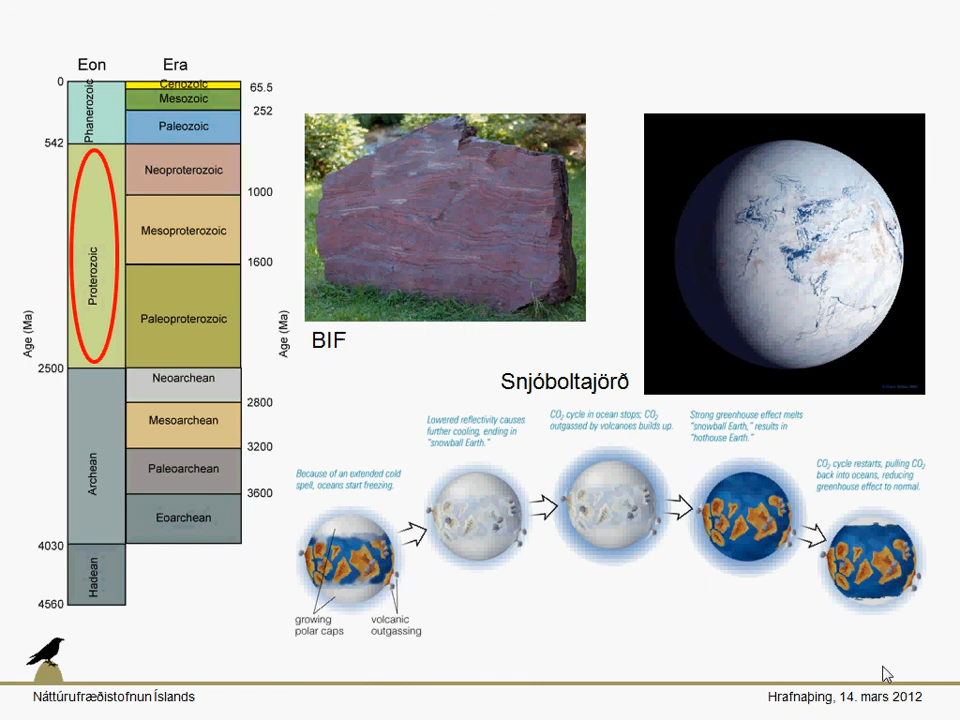 Eon Era
0
Phanerozoic
Cenozoic
65.5
Mesozoic
252
Paleozoic
542
Neoproterozoic
1000
Mesoproterozoic
1600
Proterozoic
Paleoproterozoic
Age (Ma)
Age (Ma)
2500
Neoarchean
2800
Mesoarchean
3200
Archean
Paleoarchean
3600
Eoarchean
4030
Hadean
4560
BIF
Snjóboltajörð
Because of an extended cold
spell, oceans start freezing.
Lowered reflectivity causes
further cooling, ending in
"snowball Earth."
CO2 cycle in ocean stops; CO2
outgassed by volcanoes builds up.
Strong greenhouse effect melts
"snowball Earth," results in
"hothouse Earth."
CO2 cycle restarts, pulling CO2
back into oceans, reducing
greenhouse effect to normal.
growing
polar caps
volcanic
outgassing
Náttúrufræðistofnun Íslands
Hrafnaþing, 14. mars 2012